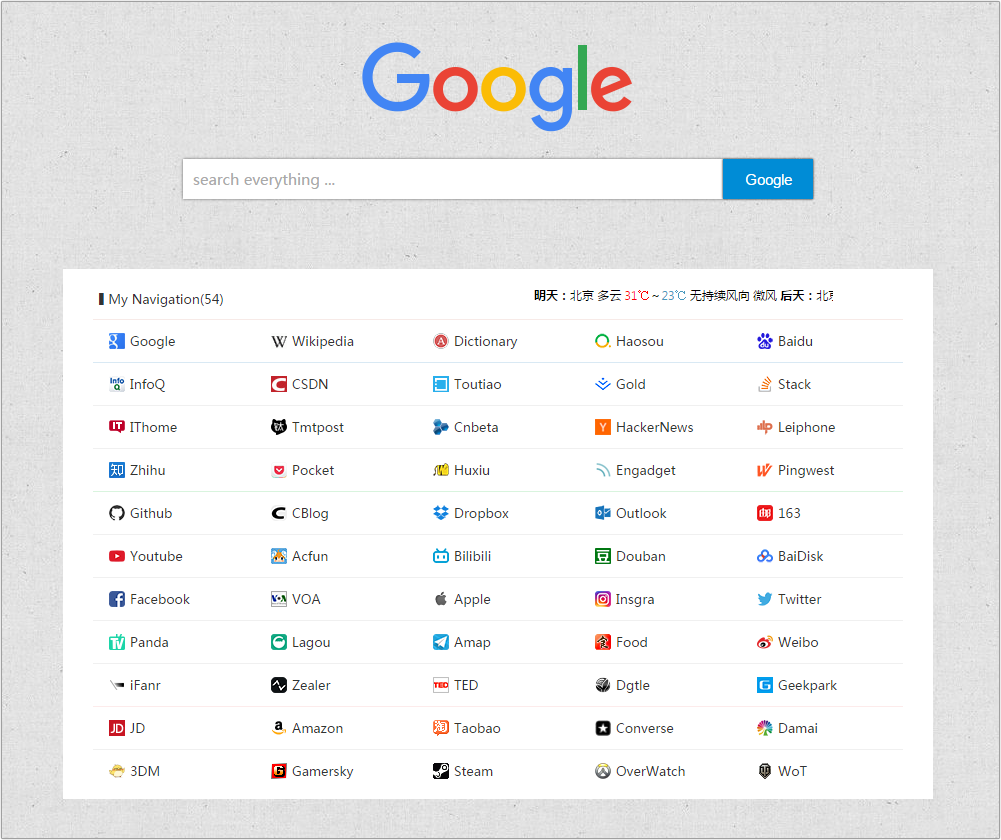 Google
search everything ... Google
My Navigation(54) 明天：北京 多云 31℃～23℃ 无持续风向 微风 后天：北京
Google Wikipedia Dictionary Haosou Baidu
InfoQ CSDN Toutiao Gold Stack
IThome Tmtpost Cnbeta HackerNews Leiphone
Zhihu Pocket Huxiu Engadget Pingwest
Github CBlog Dropbox Outlook 163
Youtube Acfun Bilibili Douban BaiDisk
Facebook VOA Apple Insgra Twitter
Panda Lagou Amap Food Weibo
iFanr Zealer TED Dgtle Geekpark
JD Amazon Taobao Converse Damai
3DM Gamersky Steam OverWatch WoT